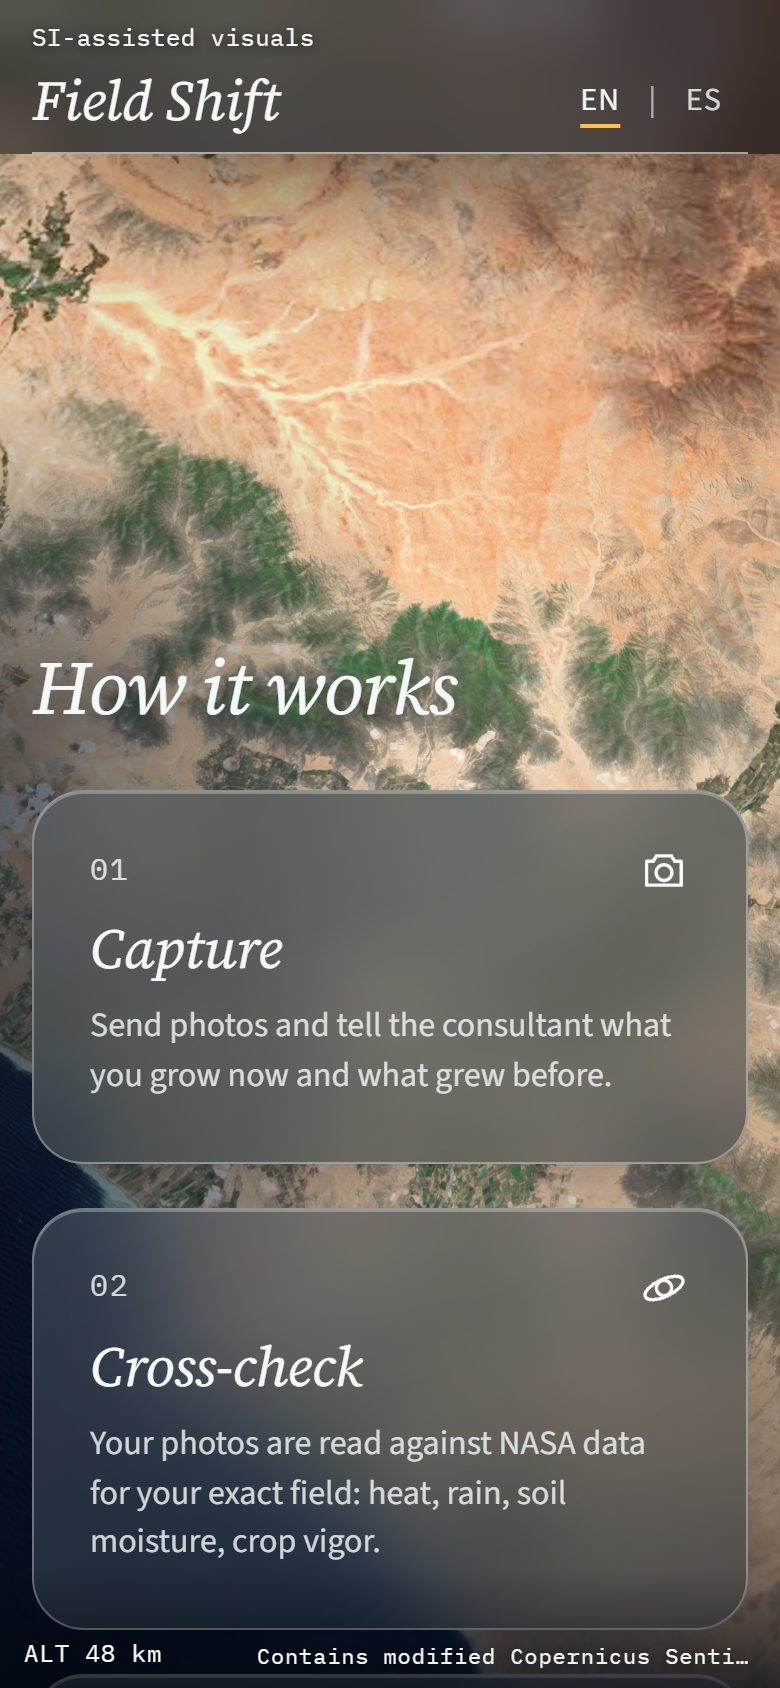 SI-assisted visuals
Field Shift
EN | ES
How it works
01
Capture
Send photos and tell the consultant what
you grow now and what grew before.
02
Cross-check
Your photos are read against NASA data
for your exact field: heat, rain, soil
moisture, crop vigor.
ALT 48 km
Contains modified Copernicus Senti…